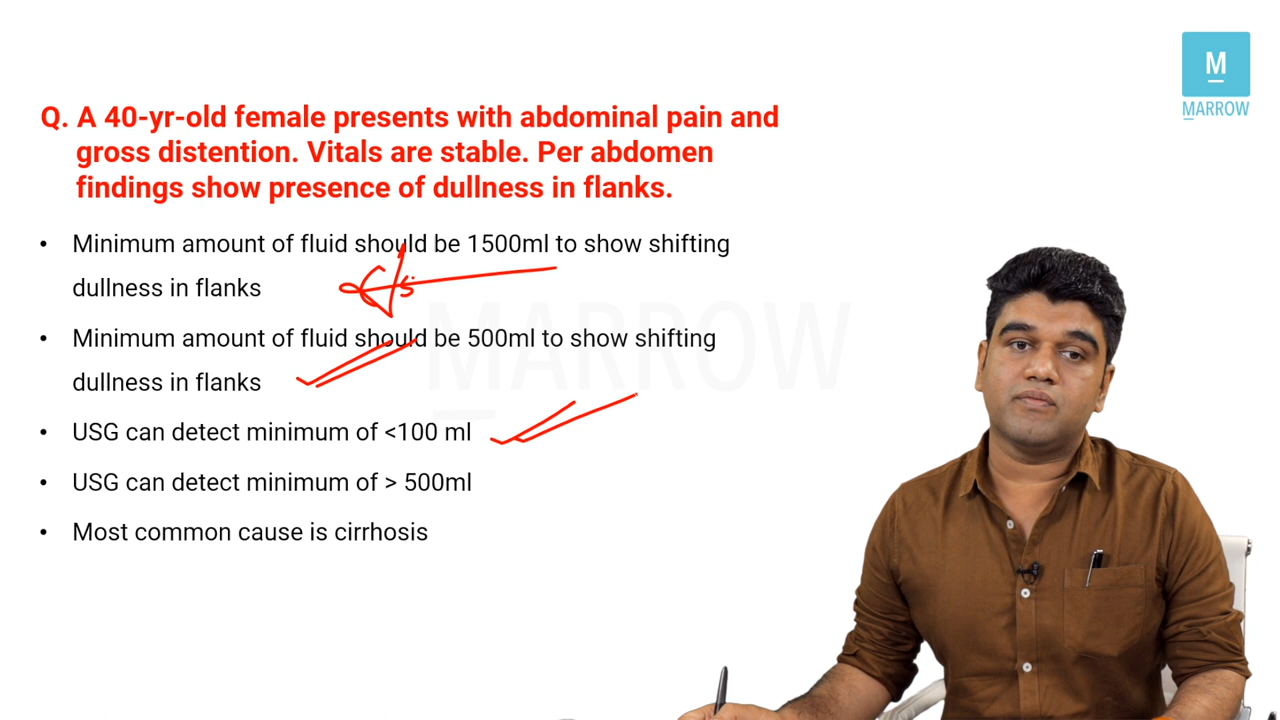 M
MARROW
Q. A 40-yr-old female presents with abdominal pain and
gross distention. Vitals are stable. Per abdomen
findings show presence of dullness in flanks.
• Minimum amount of fluid should be 1500ml to show shifting
dullness in flanks
• Minimum amount of fluid should be 500ml to show shifting
dullness in flanks
• USG can detect minimum of <100 ml
• USG can detect minimum of > 500ml
• Most common cause is cirrhosis
MARROW